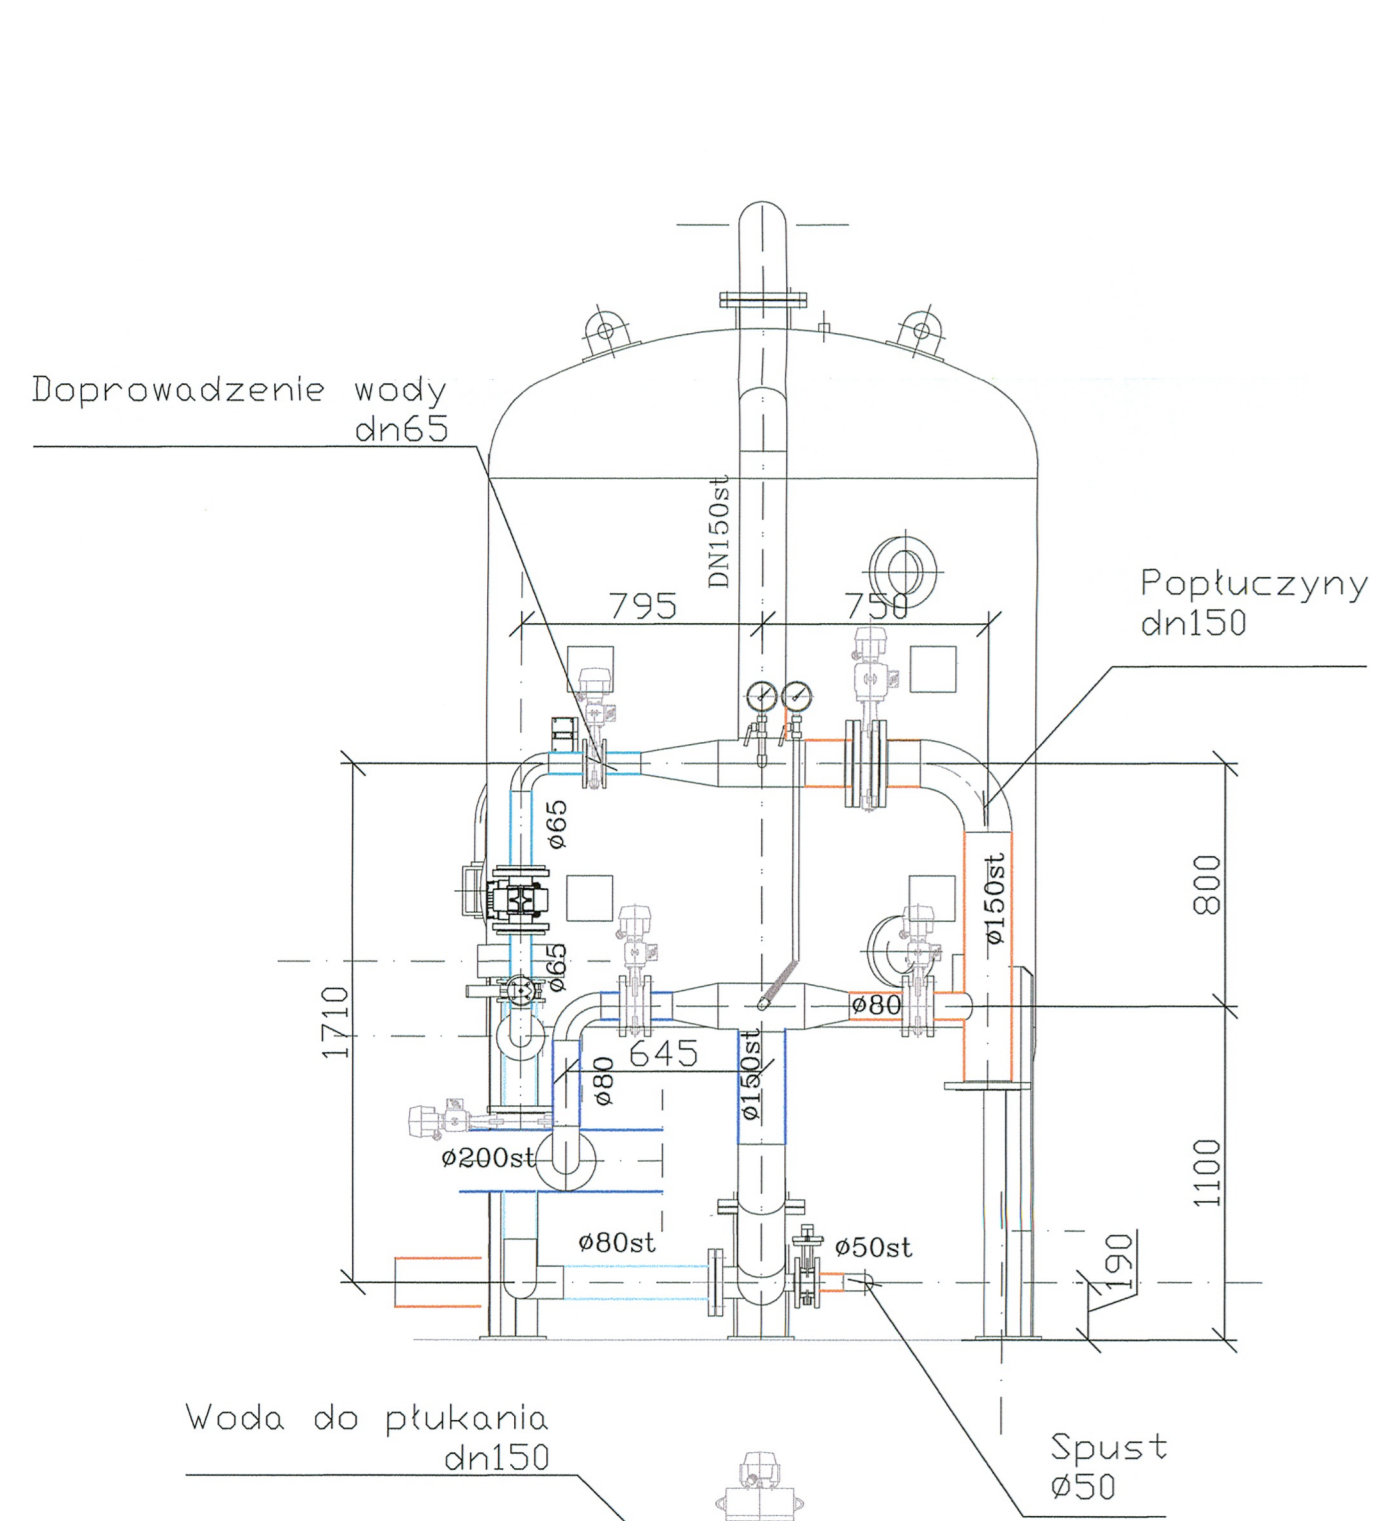 Doprowadzenie wody
dn65
DN150st
795
750
Popłuczyny
dn150
ø65
ø150st
800
ø65
1710
ø80
645
ø80
ø150st
ø200st
1100
ø80st
ø50st
190
Woda do płukania
dn150
Spust
Ø50